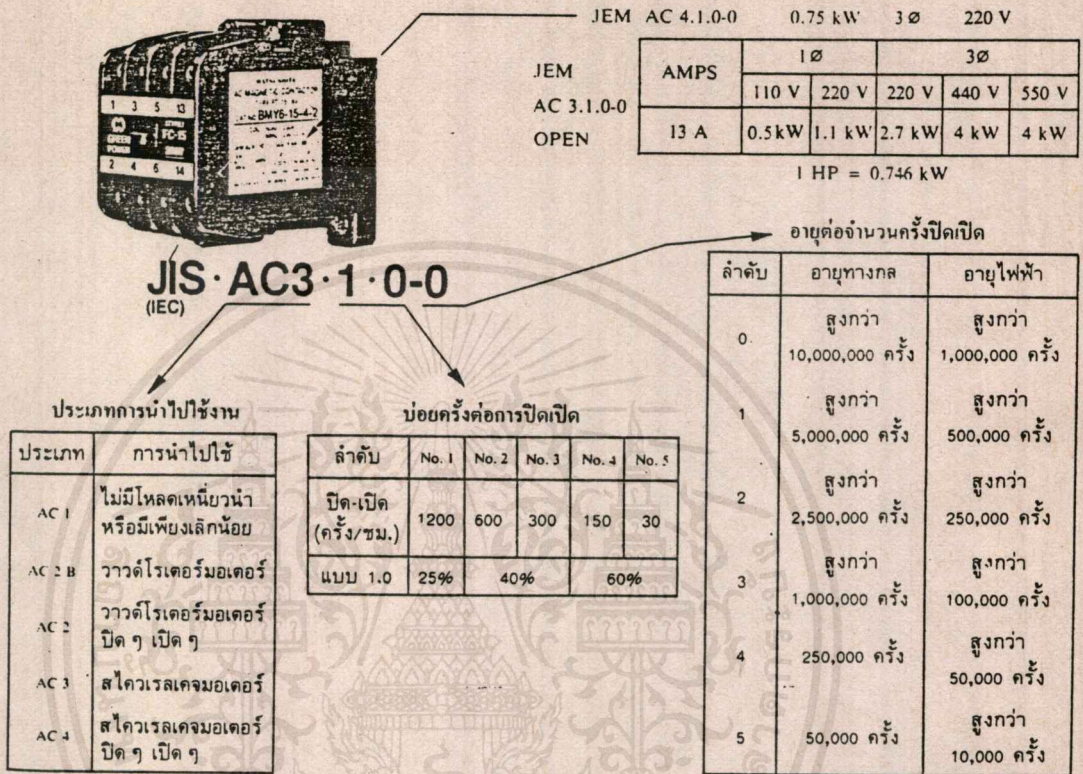 JEM AC 4.1.0-0 0.75 kW 3 Ø 220 V
JEM
AC 3.1.0-0
OPEN
AMPS 1 Ø 3Ø
110 V 220 V 220 V 440 V 550 V
13 A 0.5kW 1.1 kW 2.7 kW 4 kW 4 kW
1 HP = 0.746 kW
1 3 5 13
GREEN POWER
FC-15
2 4 6 14
AC MAGNETIC CONTACTOR
BMY6-15-4-2
JIS·AC3·1·0-0
(IEC)
ประเภทการนำไปใช้งาน
ประเภท การนำไปใช้
AC 1 ไม่มีโหลดเหนี่ยวนำ
หรือมีเพียงเล็กน้อย
AC 2 B วาวด์โรเตอร์มอเตอร์
AC 2 วาวด์โรเตอร์มอเตอร์
ปิด ๆ เปิด ๆ
AC 3 สไควเรลเคจมอเตอร์
AC 4 สไควเรลเคจมอเตอร์
ปิด ๆ เปิด ๆ
บ่อยครั้งต่อการปิดเปิด
ลำดับ No. 1 No. 2 No. 3 No. 4 No. 5
ปิด-เปิด
(ครั้ง/ชม.) 1200 600 300 150 30
แบบ 1.0 25% 40% 60%
อายุต่อจำนวนครั้งปิดเปิด
ลำดับ อายุทางกล อายุไฟฟ้า
0. สูงกว่า สูงกว่า
10,000,000 ครั้ง 1,000,000 ครั้ง
1 สูงกว่า สูงกว่า
5,000,000 ครั้ง 500,000 ครั้ง
2 สูงกว่า สูงกว่า
2,500,000 ครั้ง 250,000 ครั้ง
3 สูงกว่า สูงกว่า
1,000,000 ครั้ง 100,000 ครั้ง
4 250,000 ครั้ง สูงกว่า
50,000 ครั้ง
5 50,000 ครั้ง สูงกว่า
10,000 ครั้ง